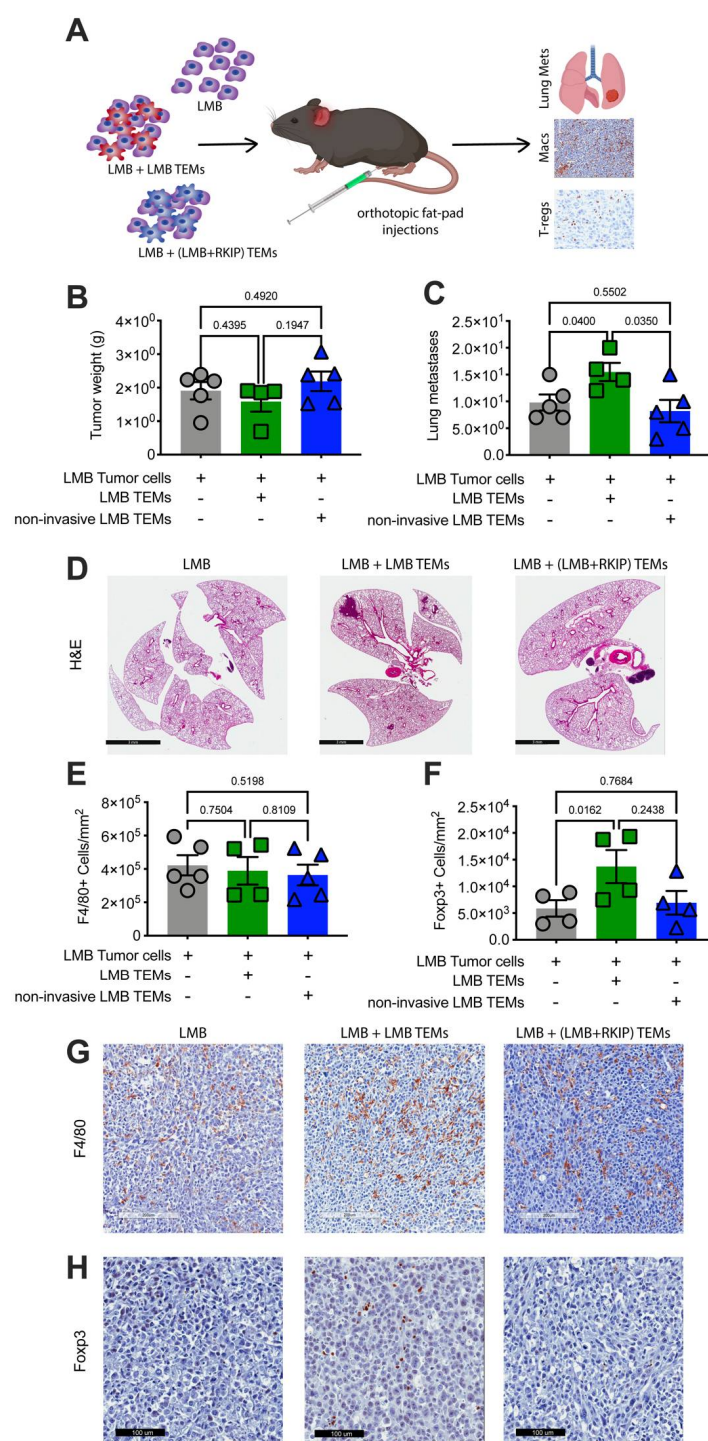 A
LMB
LMB + LMB TEMs
LMB + (LMB+RKIP) TEMs
orthotopic fat-pad
injections
Lung Mets
Macs
T-regs
B
0.4920
0.4395
0.1947
Tumor weight (g)
4×10⁰
3×10⁰
2×10⁰
1×10⁰
0
LMB Tumor cells + + +
LMB TEMs - + -
non-invasive LMB TEMs - - +
C
0.5502
0.0400
0.0350
Lung metastases
2.5×10¹
2.0×10¹
1.5×10¹
1.0×10¹
5.0×10⁰
0.0
LMB Tumor cells + + +
LMB TEMs - + -
non-invasive LMB TEMs - - +
D
LMB
LMB + LMB TEMs
LMB + (LMB+RKIP) TEMs
H&E
E
0.5198
0.7504
0.8109
F4/80+ Cells/mm²
8×10⁵
6×10⁵
4×10⁵
2×10⁵
0
LMB Tumor cells + + +
LMB TEMs - + -
non-invasive LMB TEMs - - +
F
0.7684
0.0162
0.2438
Foxp3+ Cells/mm²
2.5×10⁴
2.0×10⁴
1.5×10⁴
1.0×10⁴
5.0×10³
0.0
LMB Tumor cells + + +
LMB TEMs - + -
non-invasive LMB TEMs - - +
G
LMB
LMB + LMB TEMs
LMB + (LMB+RKIP) TEMs
F4/80
H
Foxp3
100 um
100 um
100 um